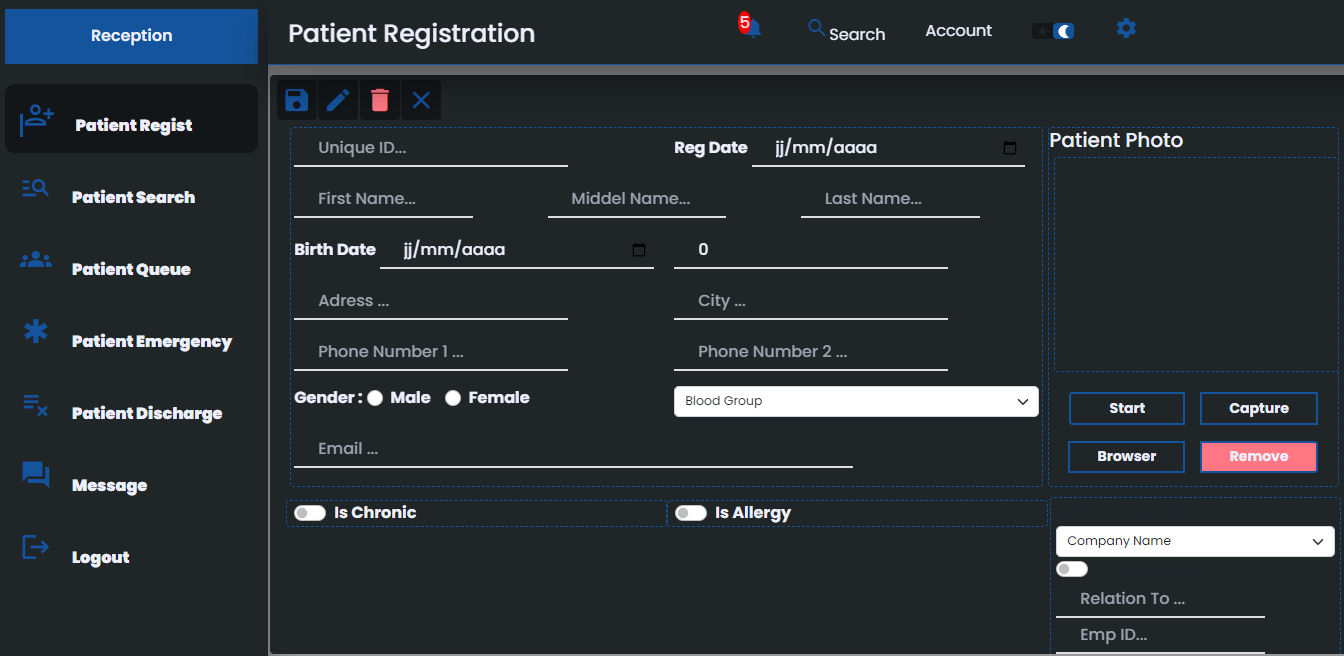 Reception
Patient Registration
5
Search
Account
Patient Regist
Patient Search
Patient Queue
Patient Emergency
Patient Discharge
Message
Logout
Unique ID...
Reg Date jj/mm/aaaa
First Name... Middel Name... Last Name...
Birth Date jj/mm/aaaa 0
Adress ... City ...
Phone Number 1 ... Phone Number 2 ...
Gender : Male Female Blood Group
Email ...
Patient Photo
Start Capture
Browser Remove
Is Chronic Is Allergy
Company Name
Relation To ...
Emp ID...